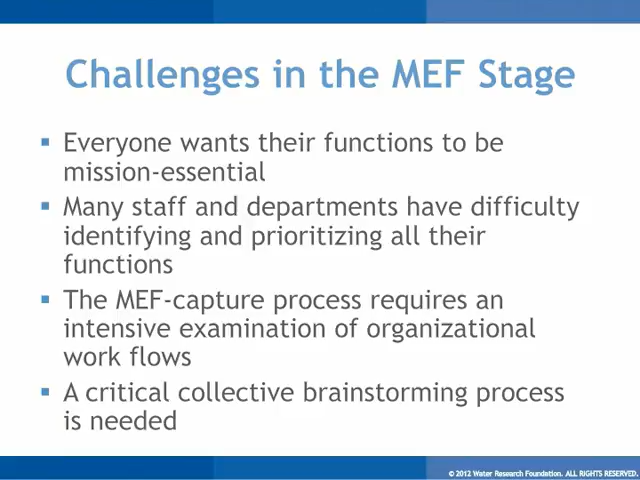 Challenges in the MEF Stage
▪ Everyone wants their functions to be
mission-essential
▪ Many staff and departments have difficulty
identifying and prioritizing all their
functions
▪ The MEF-capture process requires an
intensive examination of organizational
work flows
▪ A critical collective brainstorming process
is needed
© 2012 Water Research Foundation. ALL RIGHTS RESERVED.